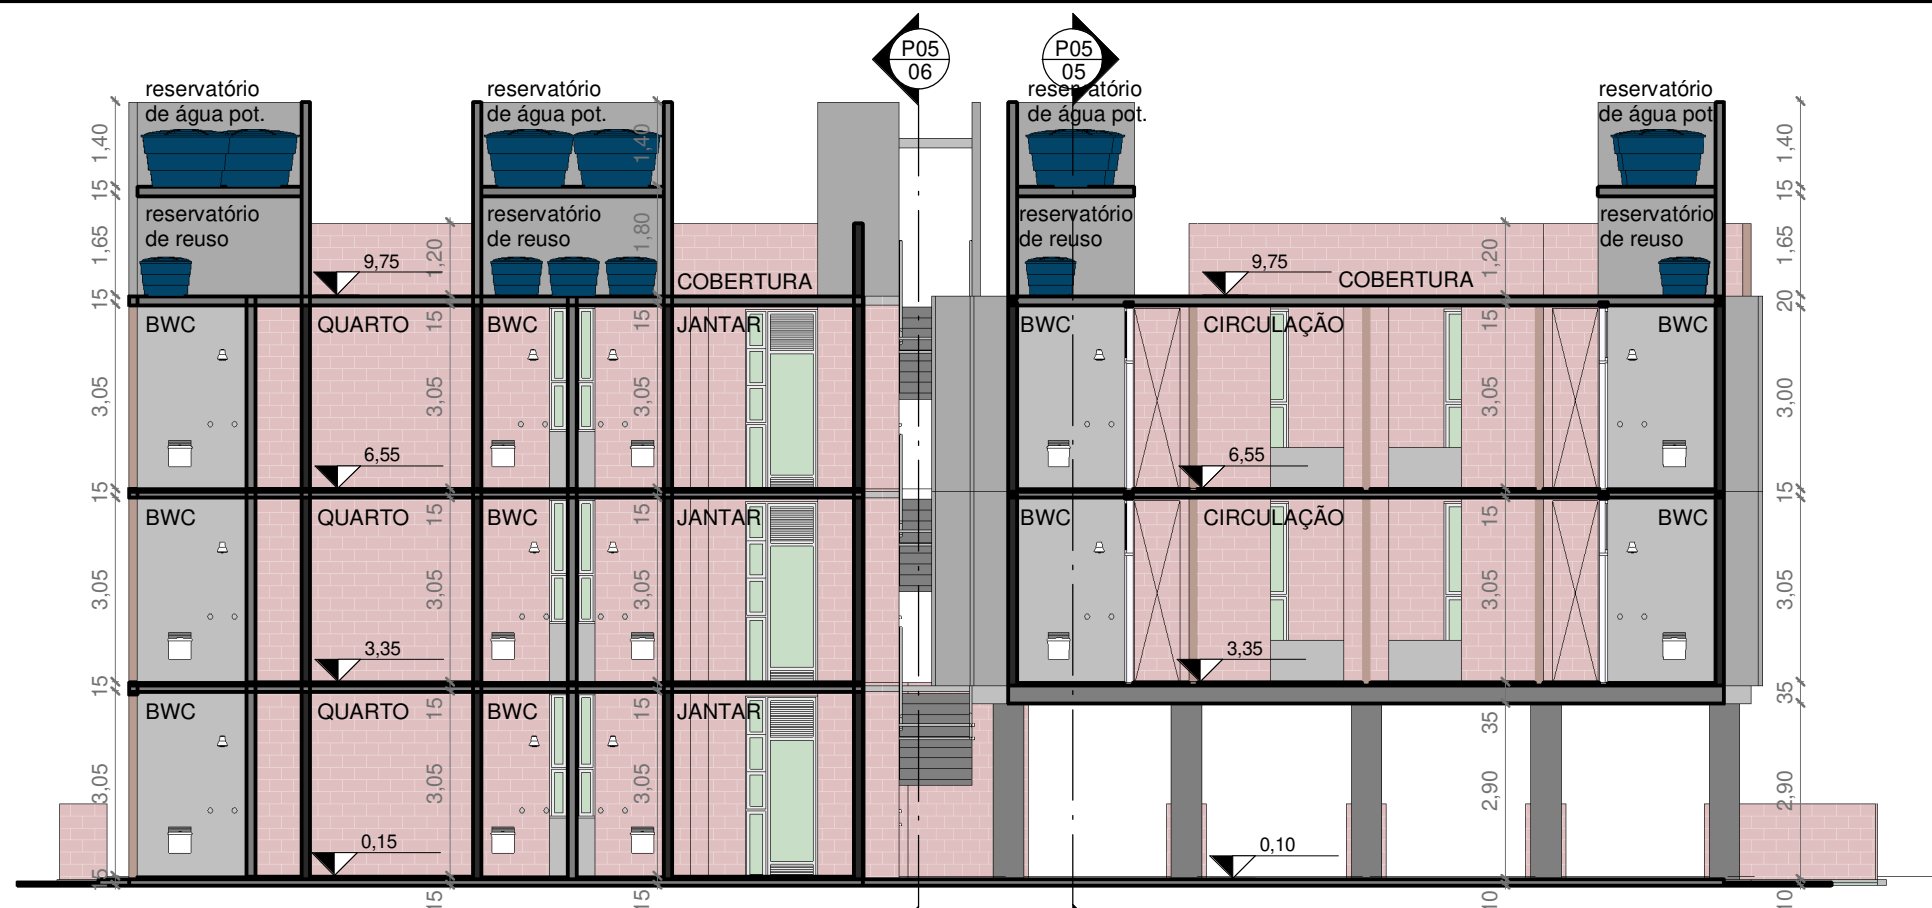 P05
06
P05
05
reservatório
de água pot.
reservatório
de água pot.
reservatório
de água pot.
reservatório
de água pot
1,40
1,40
1,40
15
15
reservatório
de reuso
reservatório
de reuso
reservatório
de reuso
reservatório
de reuso
1,65
1,20
1,80
1,20
1,65
9,75
COBERTURA
9,75
COBERTURA
15
20
BWC
QUARTO
15
BWC
15
JANTAR
BWC
CIRCULAÇÃO
15
BWC
3,05
3,05
3,05
3,05
3,00
6,55
6,55
15
15
BWC
QUARTO
15
BWC
15
JANTAR
BWC
CIRCULAÇÃO
15
BWC
3,05
3,05
3,05
3,05
3,05
3,35
3,35
15
35
BWC
QUARTO
15
BWC
15
JANTAR
35
3,05
3,05
3,05
2,90
2,90
0,15
0,10
15
15
15
10
10